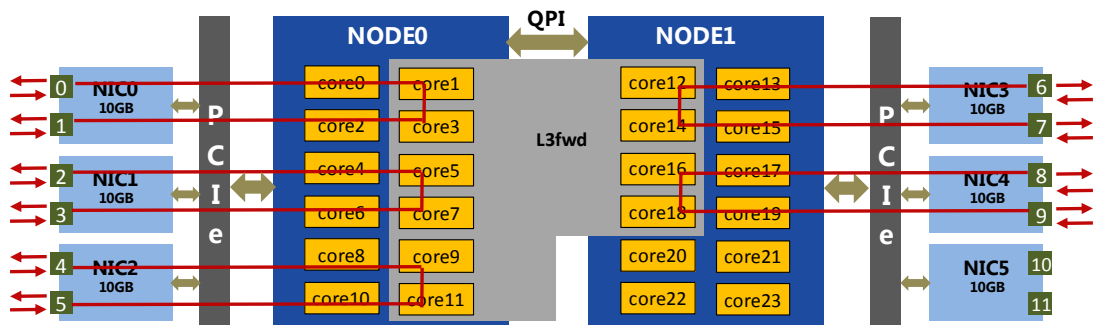 QPI
NODE0
NODE1
core0
core1
core2
core3
core4
core5
core6
core7
core8
core9
core10
core11
L3fwd
core12
core13
core14
core15
core16
core17
core18
core19
core20
core21
core22
core23
0
NIC0
10GB
1
2
NIC1
10GB
3
4
NIC2
10GB
5
PCIe
PCIe
NIC3
10GB
6
7
NIC4
10GB
8
9
NIC5
10GB
10
11